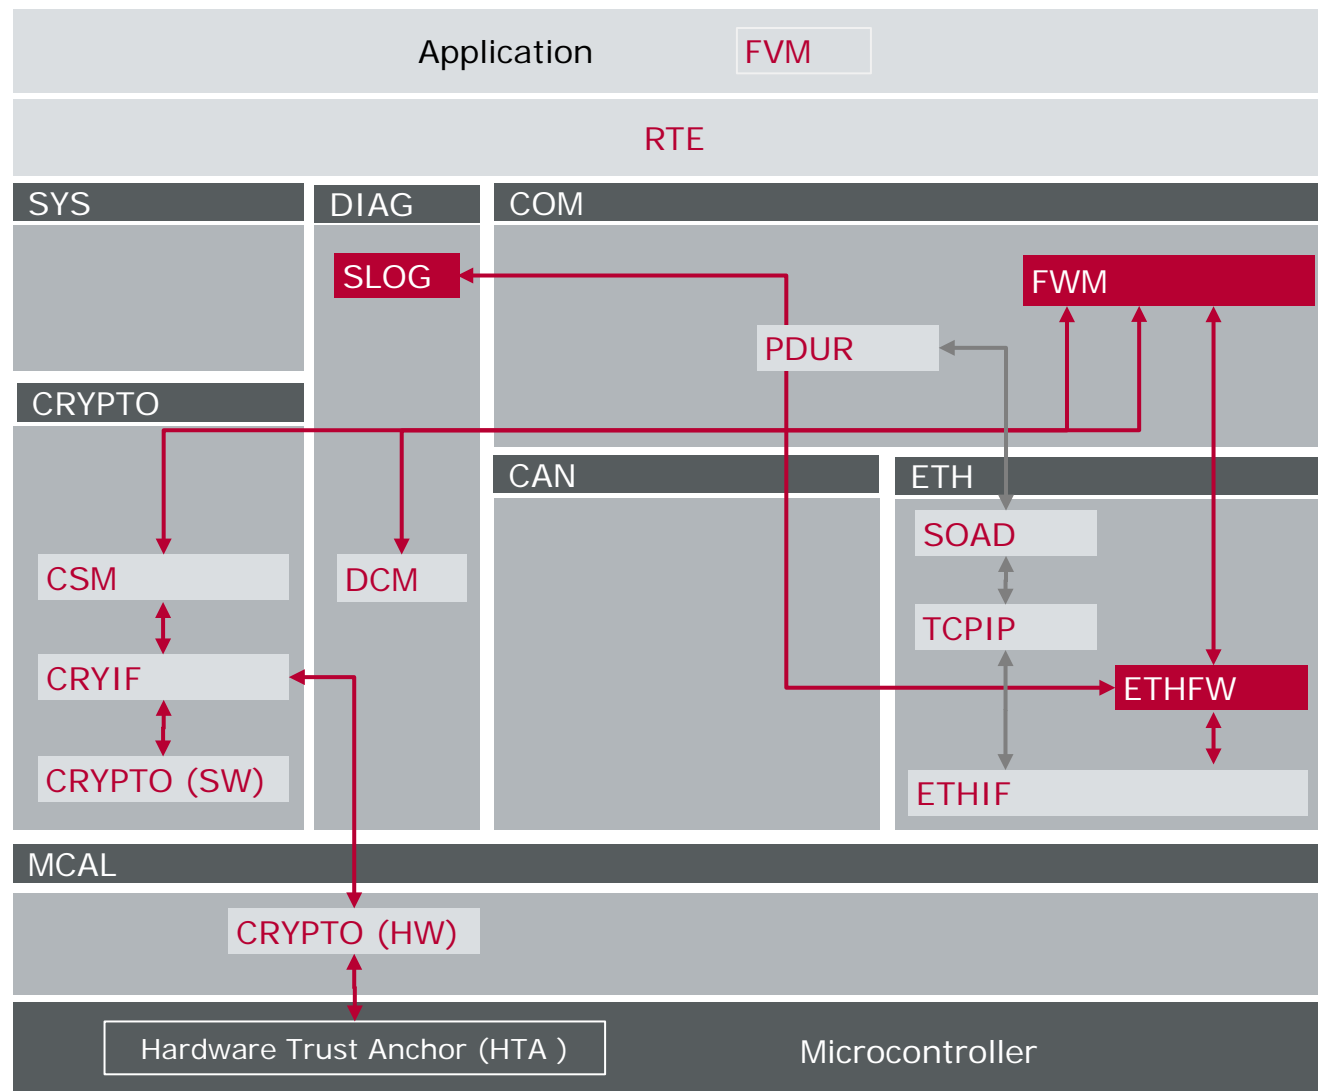 Application
FVM
RTE
SYS
DIAG
COM
SLOG
FWM
PDUR
CRYPTO
CAN
ETH
SOAD
CSM
DCM
TCPIP
CRYIF
ETHFW
CRYPTO (SW)
ETHIF
MCAL
CRYPTO (HW)
Hardware Trust Anchor (HTA )
Microcontroller